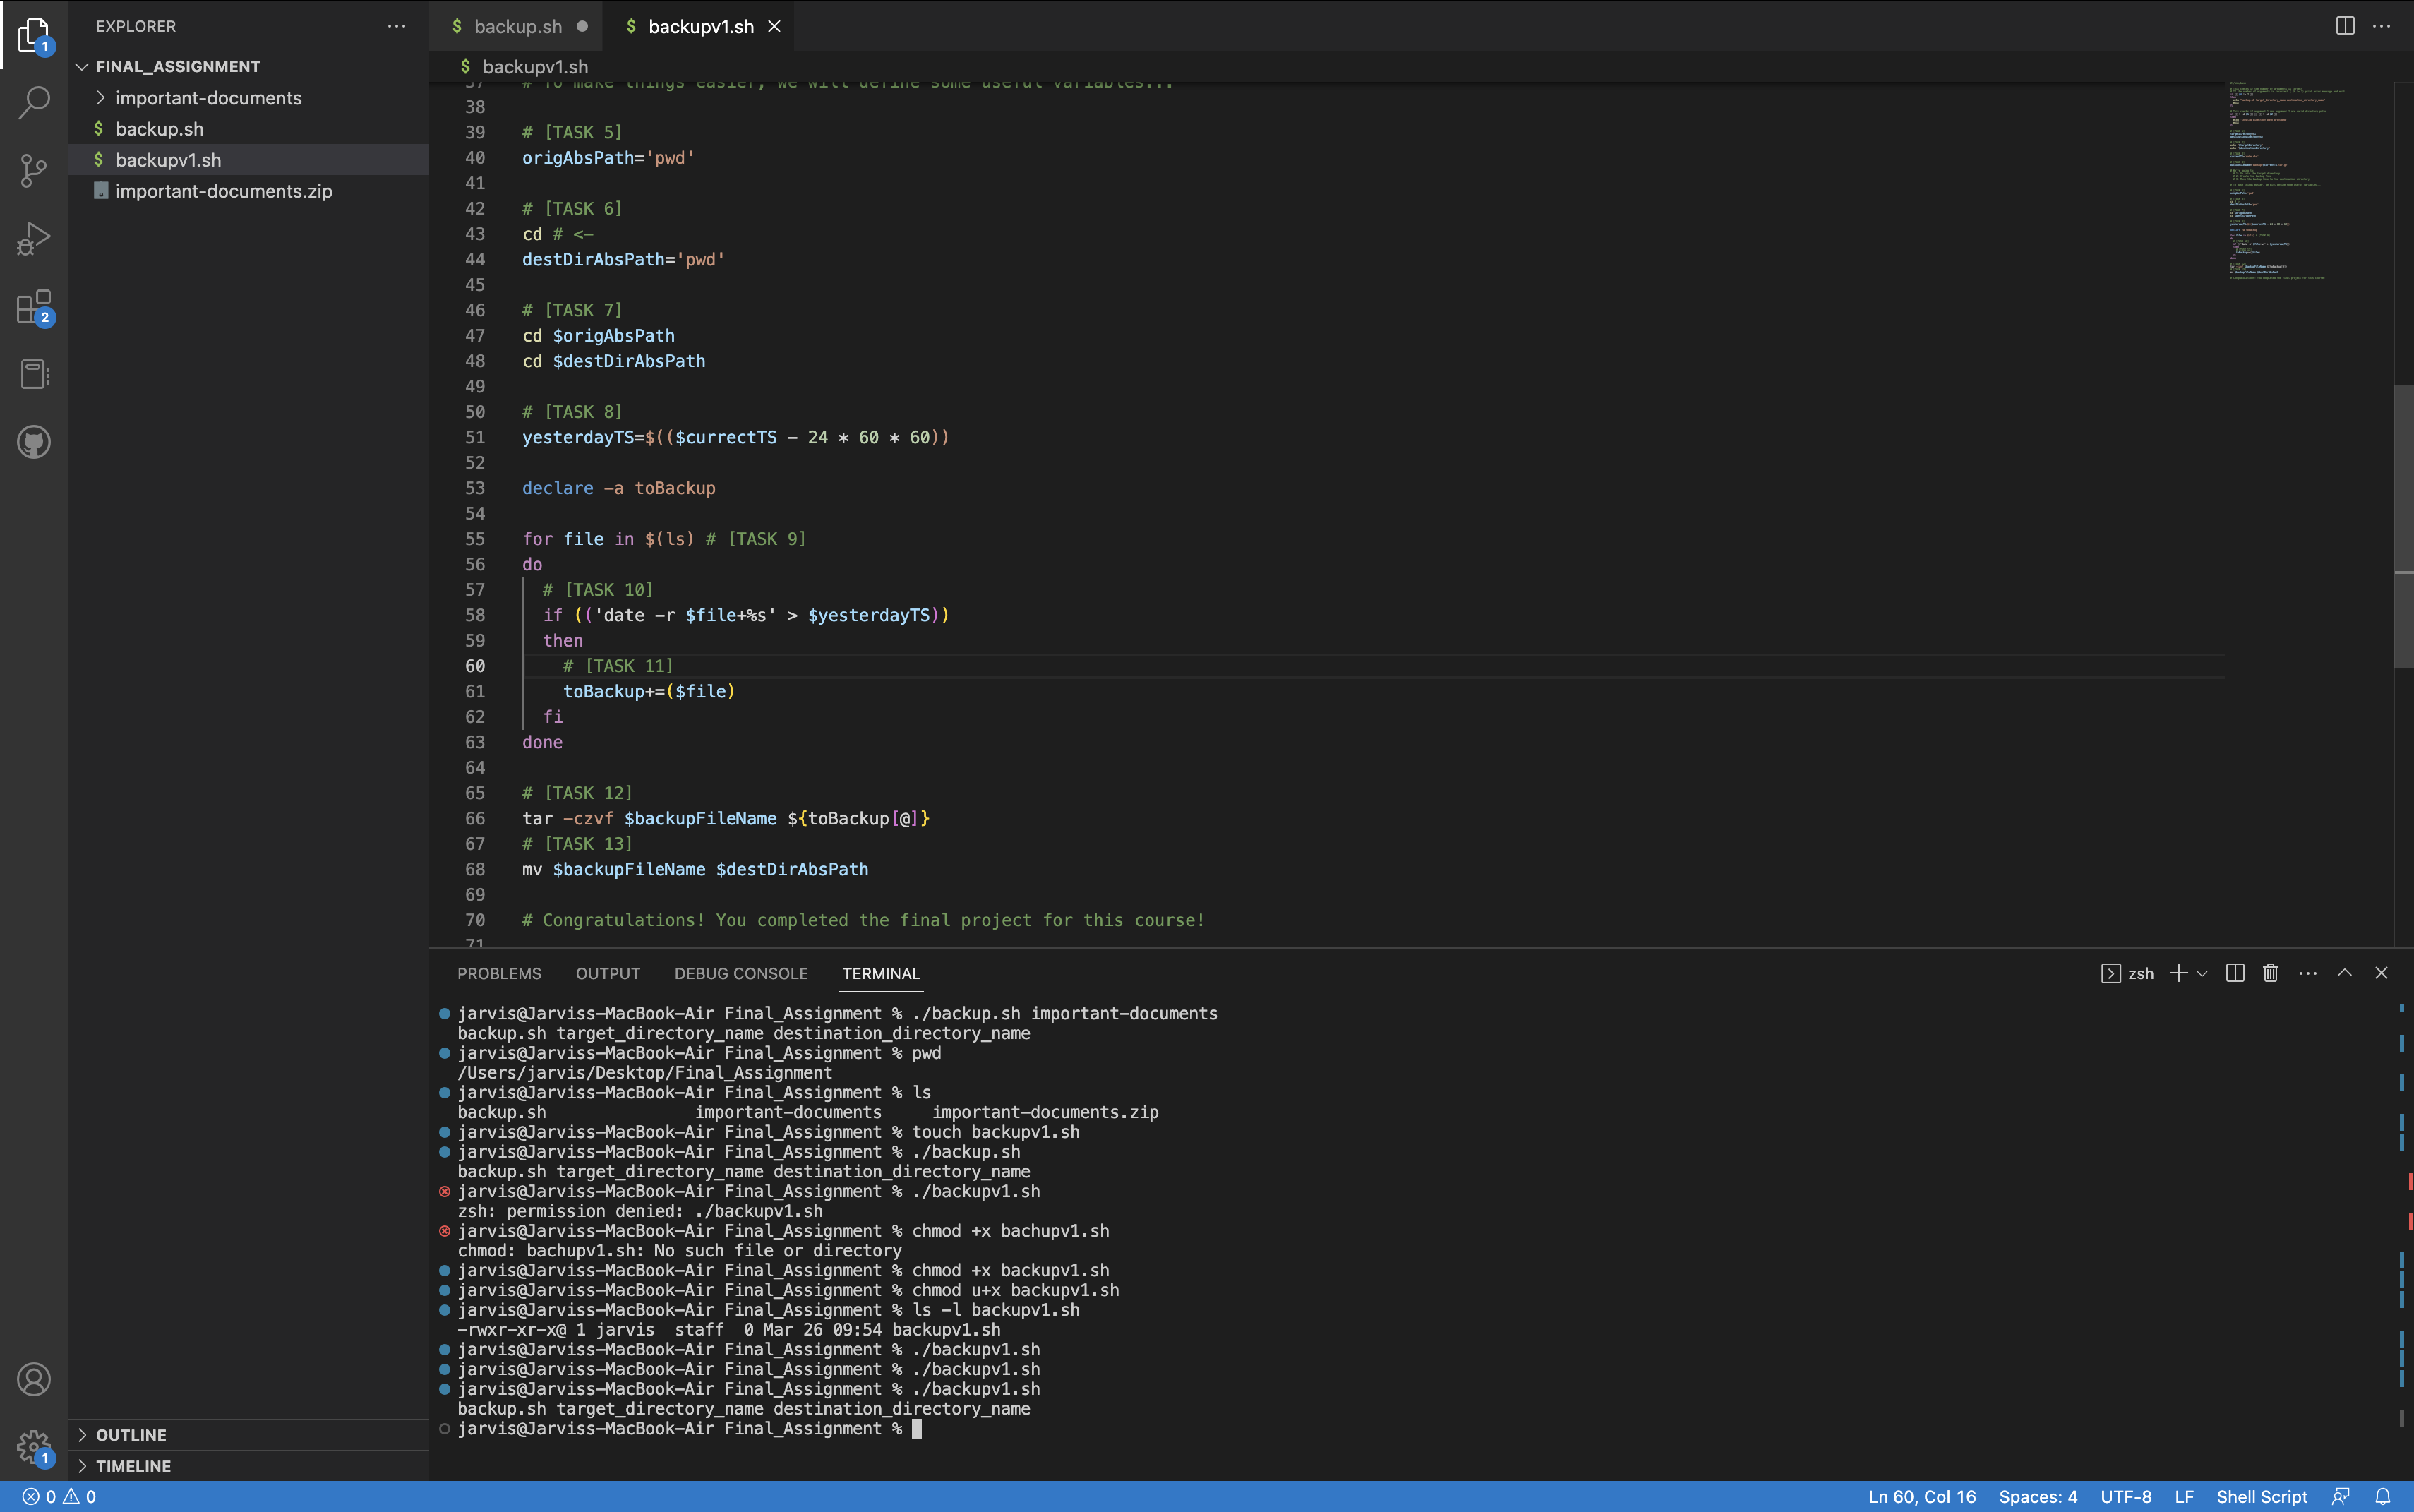 1
EXPLORER
FINAL_ASSIGNMENT
important-documents
$ backup.sh
$ backupv1.sh
important-documents.zip
2
OUTLINE
TIMELINE
1
$ backup.sh
$ backupv1.sh
$ backupv1.sh
37 # To make things easier, we will define some useful variables...
38
39 # [TASK 5]
40 origAbsPath='pwd'
41
42 # [TASK 6]
43 cd # <-
44 destDirAbsPath='pwd'
45
46 # [TASK 7]
47 cd $origAbsPath
48 cd $destDirAbsPath
49
50 # [TASK 8]
51 yesterdayTS=$(($currectTS - 24 * 60 * 60))
52
53 declare -a toBackup
54
55 for file in $(ls) # [TASK 9]
56 do
57 # [TASK 10]
58 if (('date -r $file+%s' > $yesterdayTS))
59 then
60 # [TASK 11]
61 toBackup+=($file)
62 fi
63 done
64
65 # [TASK 12]
66 tar -czvf $backupFileName ${toBackup[@]}
67 # [TASK 13]
68 mv $backupFileName $destDirAbsPath
69
70 # Congratulations! You completed the final project for this course!
71
PROBLEMS OUTPUT DEBUG CONSOLE TERMINAL zsh
jarvis@Jarviss-MacBook-Air Final_Assignment % ./backup.sh important-documents
backup.sh target_directory_name destination_directory_name
jarvis@Jarviss-MacBook-Air Final_Assignment % pwd
/Users/jarvis/Desktop/Final_Assignment
jarvis@Jarviss-MacBook-Air Final_Assignment % ls
backup.sh important-documents important-documents.zip
jarvis@Jarviss-MacBook-Air Final_Assignment % touch backupv1.sh
jarvis@Jarviss-MacBook-Air Final_Assignment % ./backup.sh
backup.sh target_directory_name destination_directory_name
jarvis@Jarviss-MacBook-Air Final_Assignment % ./backupv1.sh
zsh: permission denied: ./backupv1.sh
jarvis@Jarviss-MacBook-Air Final_Assignment % chmod +x bachupv1.sh
chmod: bachupv1.sh: No such file or directory
jarvis@Jarviss-MacBook-Air Final_Assignment % chmod +x backupv1.sh
jarvis@Jarviss-MacBook-Air Final_Assignment % chmod u+x backupv1.sh
jarvis@Jarviss-MacBook-Air Final_Assignment % ls -l backupv1.sh
-rwxr-xr-x@ 1 jarvis staff 0 Mar 26 09:54 backupv1.sh
jarvis@Jarviss-MacBook-Air Final_Assignment % ./backupv1.sh
jarvis@Jarviss-MacBook-Air Final_Assignment % ./backupv1.sh
jarvis@Jarviss-MacBook-Air Final_Assignment % ./backupv1.sh
backup.sh target_directory_name destination_directory_name
jarvis@Jarviss-MacBook-Air Final_Assignment %
0 0 Ln 60, Col 16 Spaces: 4 UTF-8 LF Shell Script